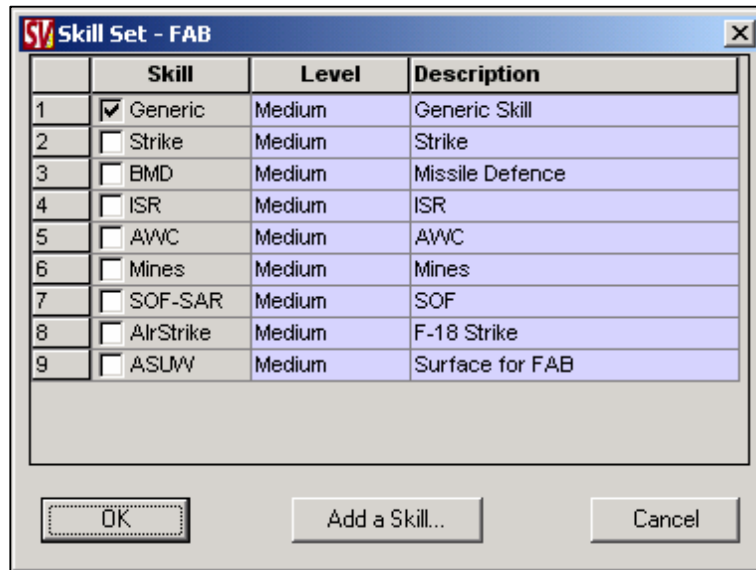 SV Skill Set - FAB
Skill Level Description
1 Generic Medium Generic Skill
2 Strike Medium Strike
3 BMD Medium Missile Defence
4 ISR Medium ISR
5 AWC Medium AWC
6 Mines Medium Mines
7 SOF-SAR Medium SOF
8 AirStrike Medium F-18 Strike
9 ASUW Medium Surface for FAB
OK Add a Skill... Cancel